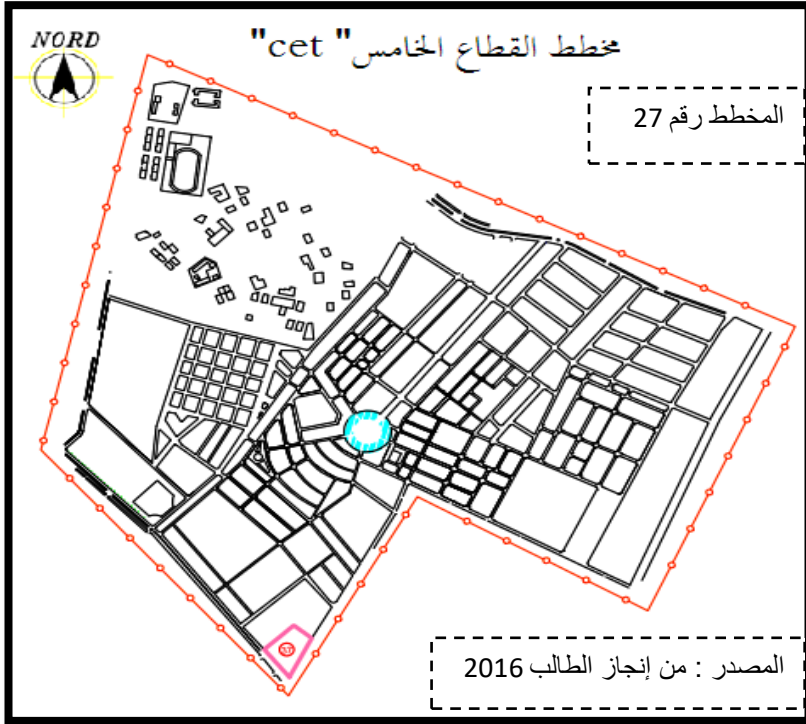 NORD
مخطط القطاع الخامس" cet"
المخطط رقم 27
المصدر : من إنجاز الطالب 2016